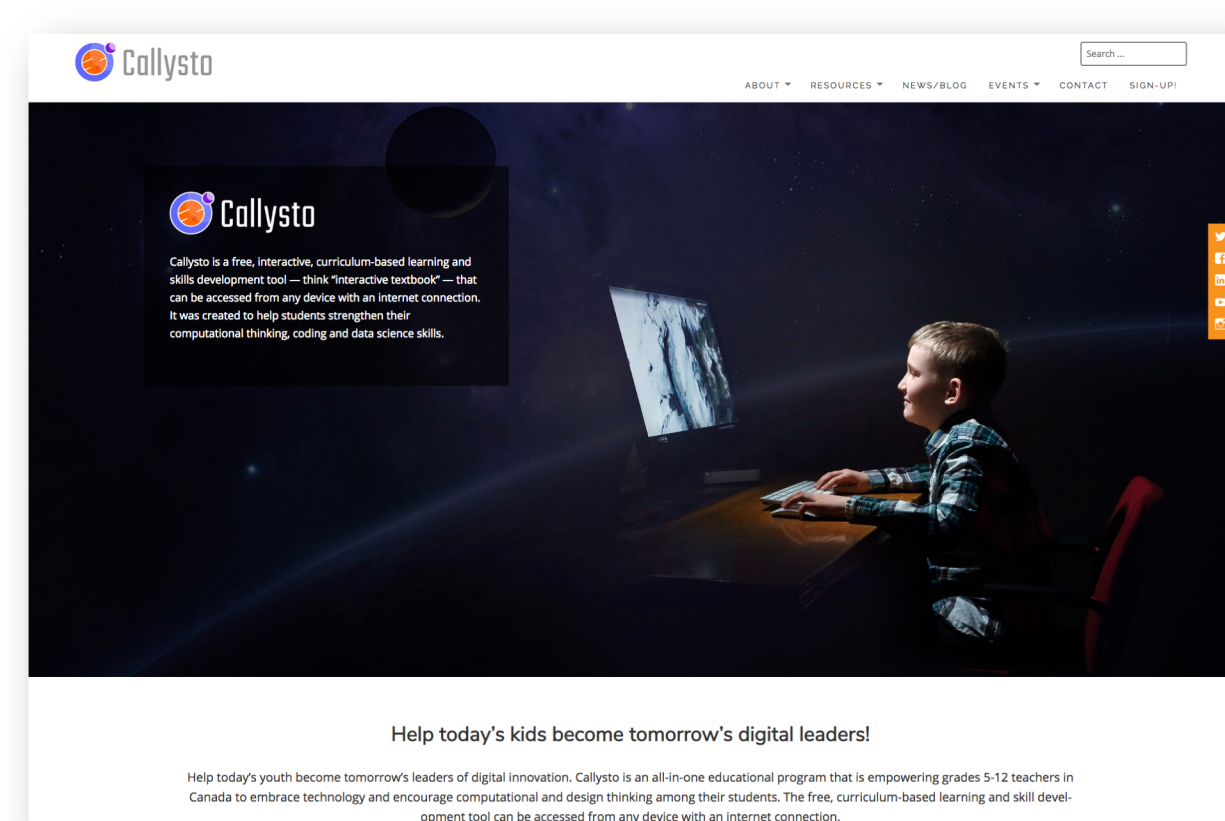 Callysto
Search ...
ABOUT RESOURCES NEWS/BLOG EVENTS CONTACT SIGN-UP!
Callysto
Callysto is a free, interactive, curriculum-based learning and
skills development tool — think “interactive textbook” — that
can be accessed from any device with an internet connection.
It was created to help students strengthen their
computational thinking, coding and data science skills.
in
Help today’s kids become tomorrow’s digital leaders!
Help today’s youth become tomorrow’s leaders of digital innovation. Callysto is an all-in-one educational program that is empowering grades 5-12 teachers in
Canada to embrace technology and encourage computational and design thinking among their students. The free, curriculum-based learning and skill devel-
opment tool can be accessed from any device with an internet connection.